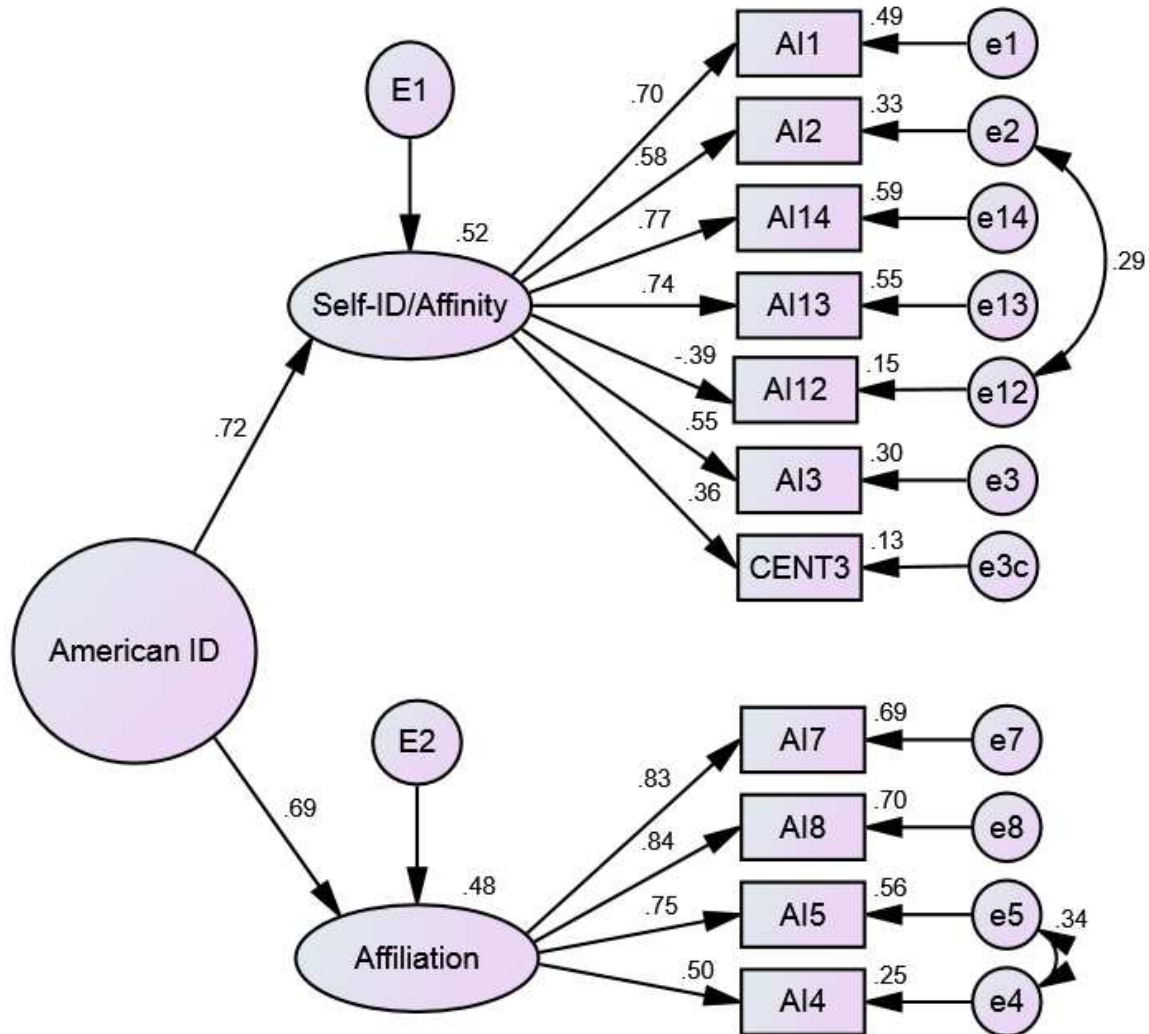 .49
AI1
e1
E1
.70
.33
AI2
e2
.58
.59
AI14
e14
.77
.52
.29
Self-ID/Affinity
.74
.55
AI13
e13
-.39
.15
AI12
e12
.72
.55
.30
AI3
e3
.36
.13
CENT3
e3c
American ID
.69
AI7
e7
E2
.83
.69
.70
AI8
e8
.84
.48
.56
AI5
e5
.75
.34
Affiliation
.50
.25
AI4
e4